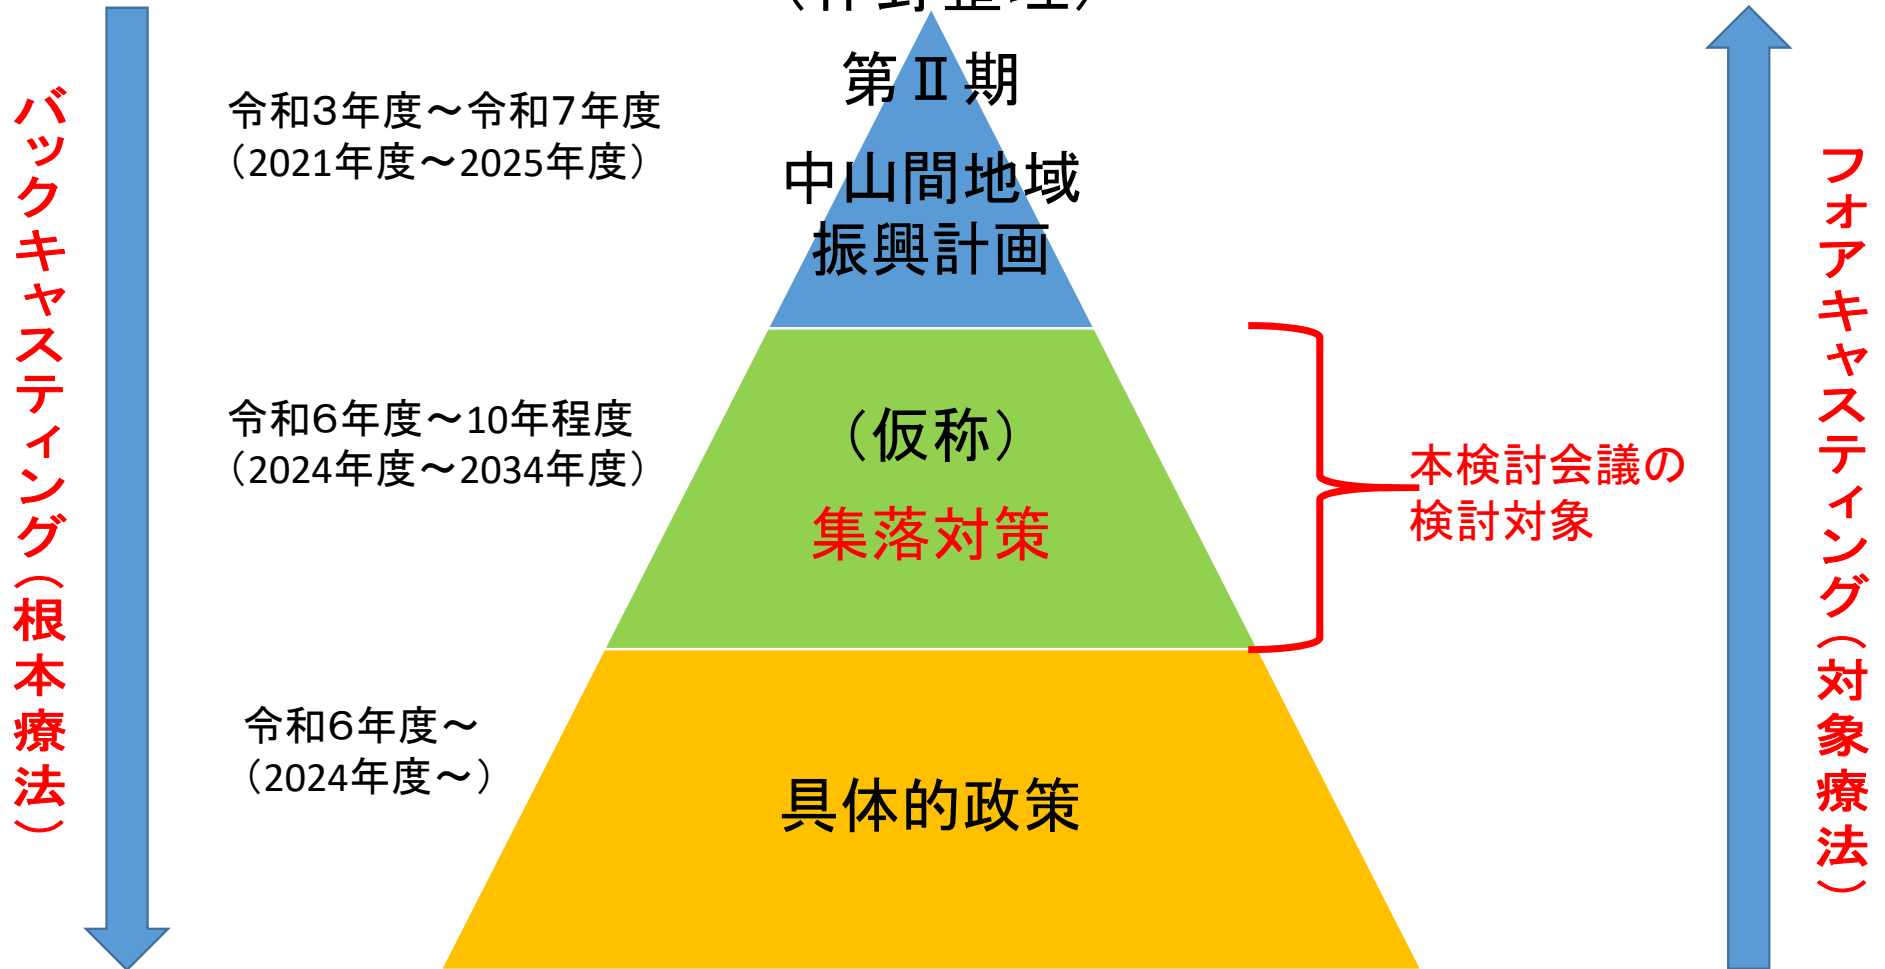 第Ⅱ期
中山間地域
振興計画
令和3年度～令和7年度
（2021年度～2025年度）
バックキャスティング（根本療法）
フォアキャスティング（対象療法）
令和6年度～10年程度
（2024年度～2034年度）
（仮称）
集落対策
本検討会議の
検討対象
令和6年度～
（2024年度～）
具体的政策